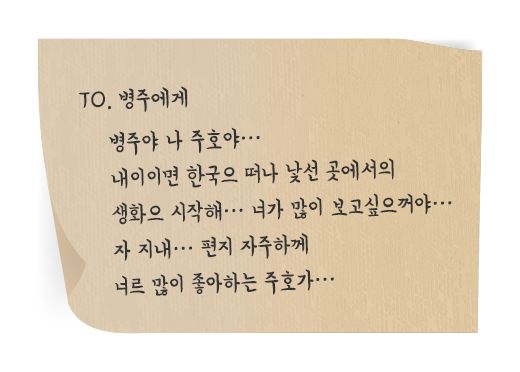 TO. 병주에게
병주야 나 주호야…
내이이면 한국으 떠나 낯선 곳에서의
생화으 시작해… 너가 많이 보고싶으꺼야…
자 지내… 편지 자주하께
너르 많이 좋아하는 주호가…